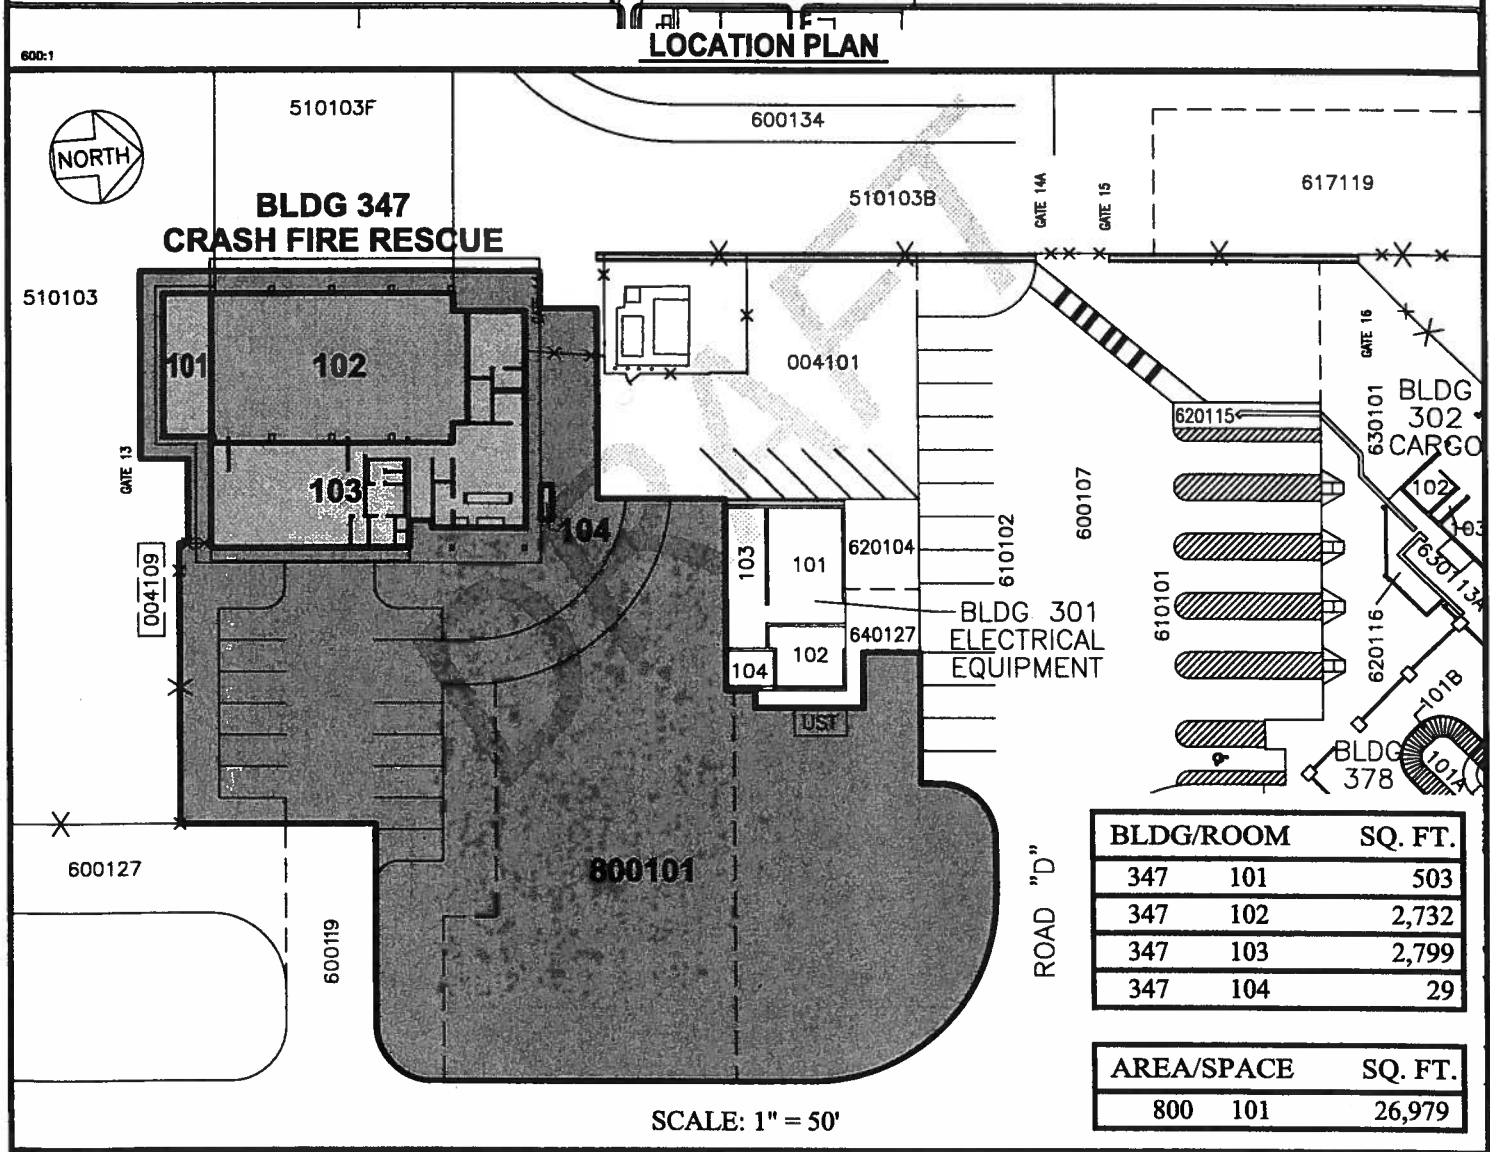 LOCATION PLAN
600:1
510103F
600134
NORTH
510103B
GATE 14A
GATE 15
617119
BLDG 347
CRASH FIRE RESCUE
510103
101
102
004101
GATE 16
630101
BLDG
302
CARGO
620115
GATE 13
103
104
102
103
600107
610102
620104
103
101
004109
610101
63011 13A
BLDG 301
ELECTRICAL
EQUIPMENT
640127
102
104
620116
101B
UST
BLDG
378
101A
DRAFT
600127
800101
ROAD "D"
600119
BLDG/ROOM SQ. FT.
347 101 503
347 102 2,732
347 103 2,799
347 104 29
AREA/SPACE SQ. FT.
800 101 26,979
SCALE: 1" = 50'